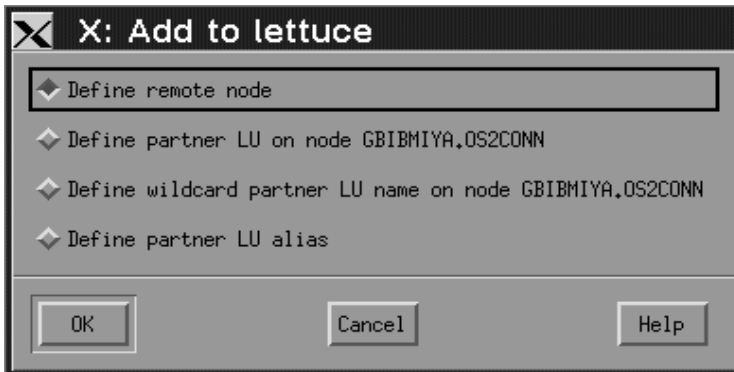 X: Add to lettuce
Define remote node
Define partner LU on node GBIBMIYA.OS2CONN
Define wildcard partner LU name on node GBIBMIYA.OS2CONN
Define partner LU alias
OK Cancel Help